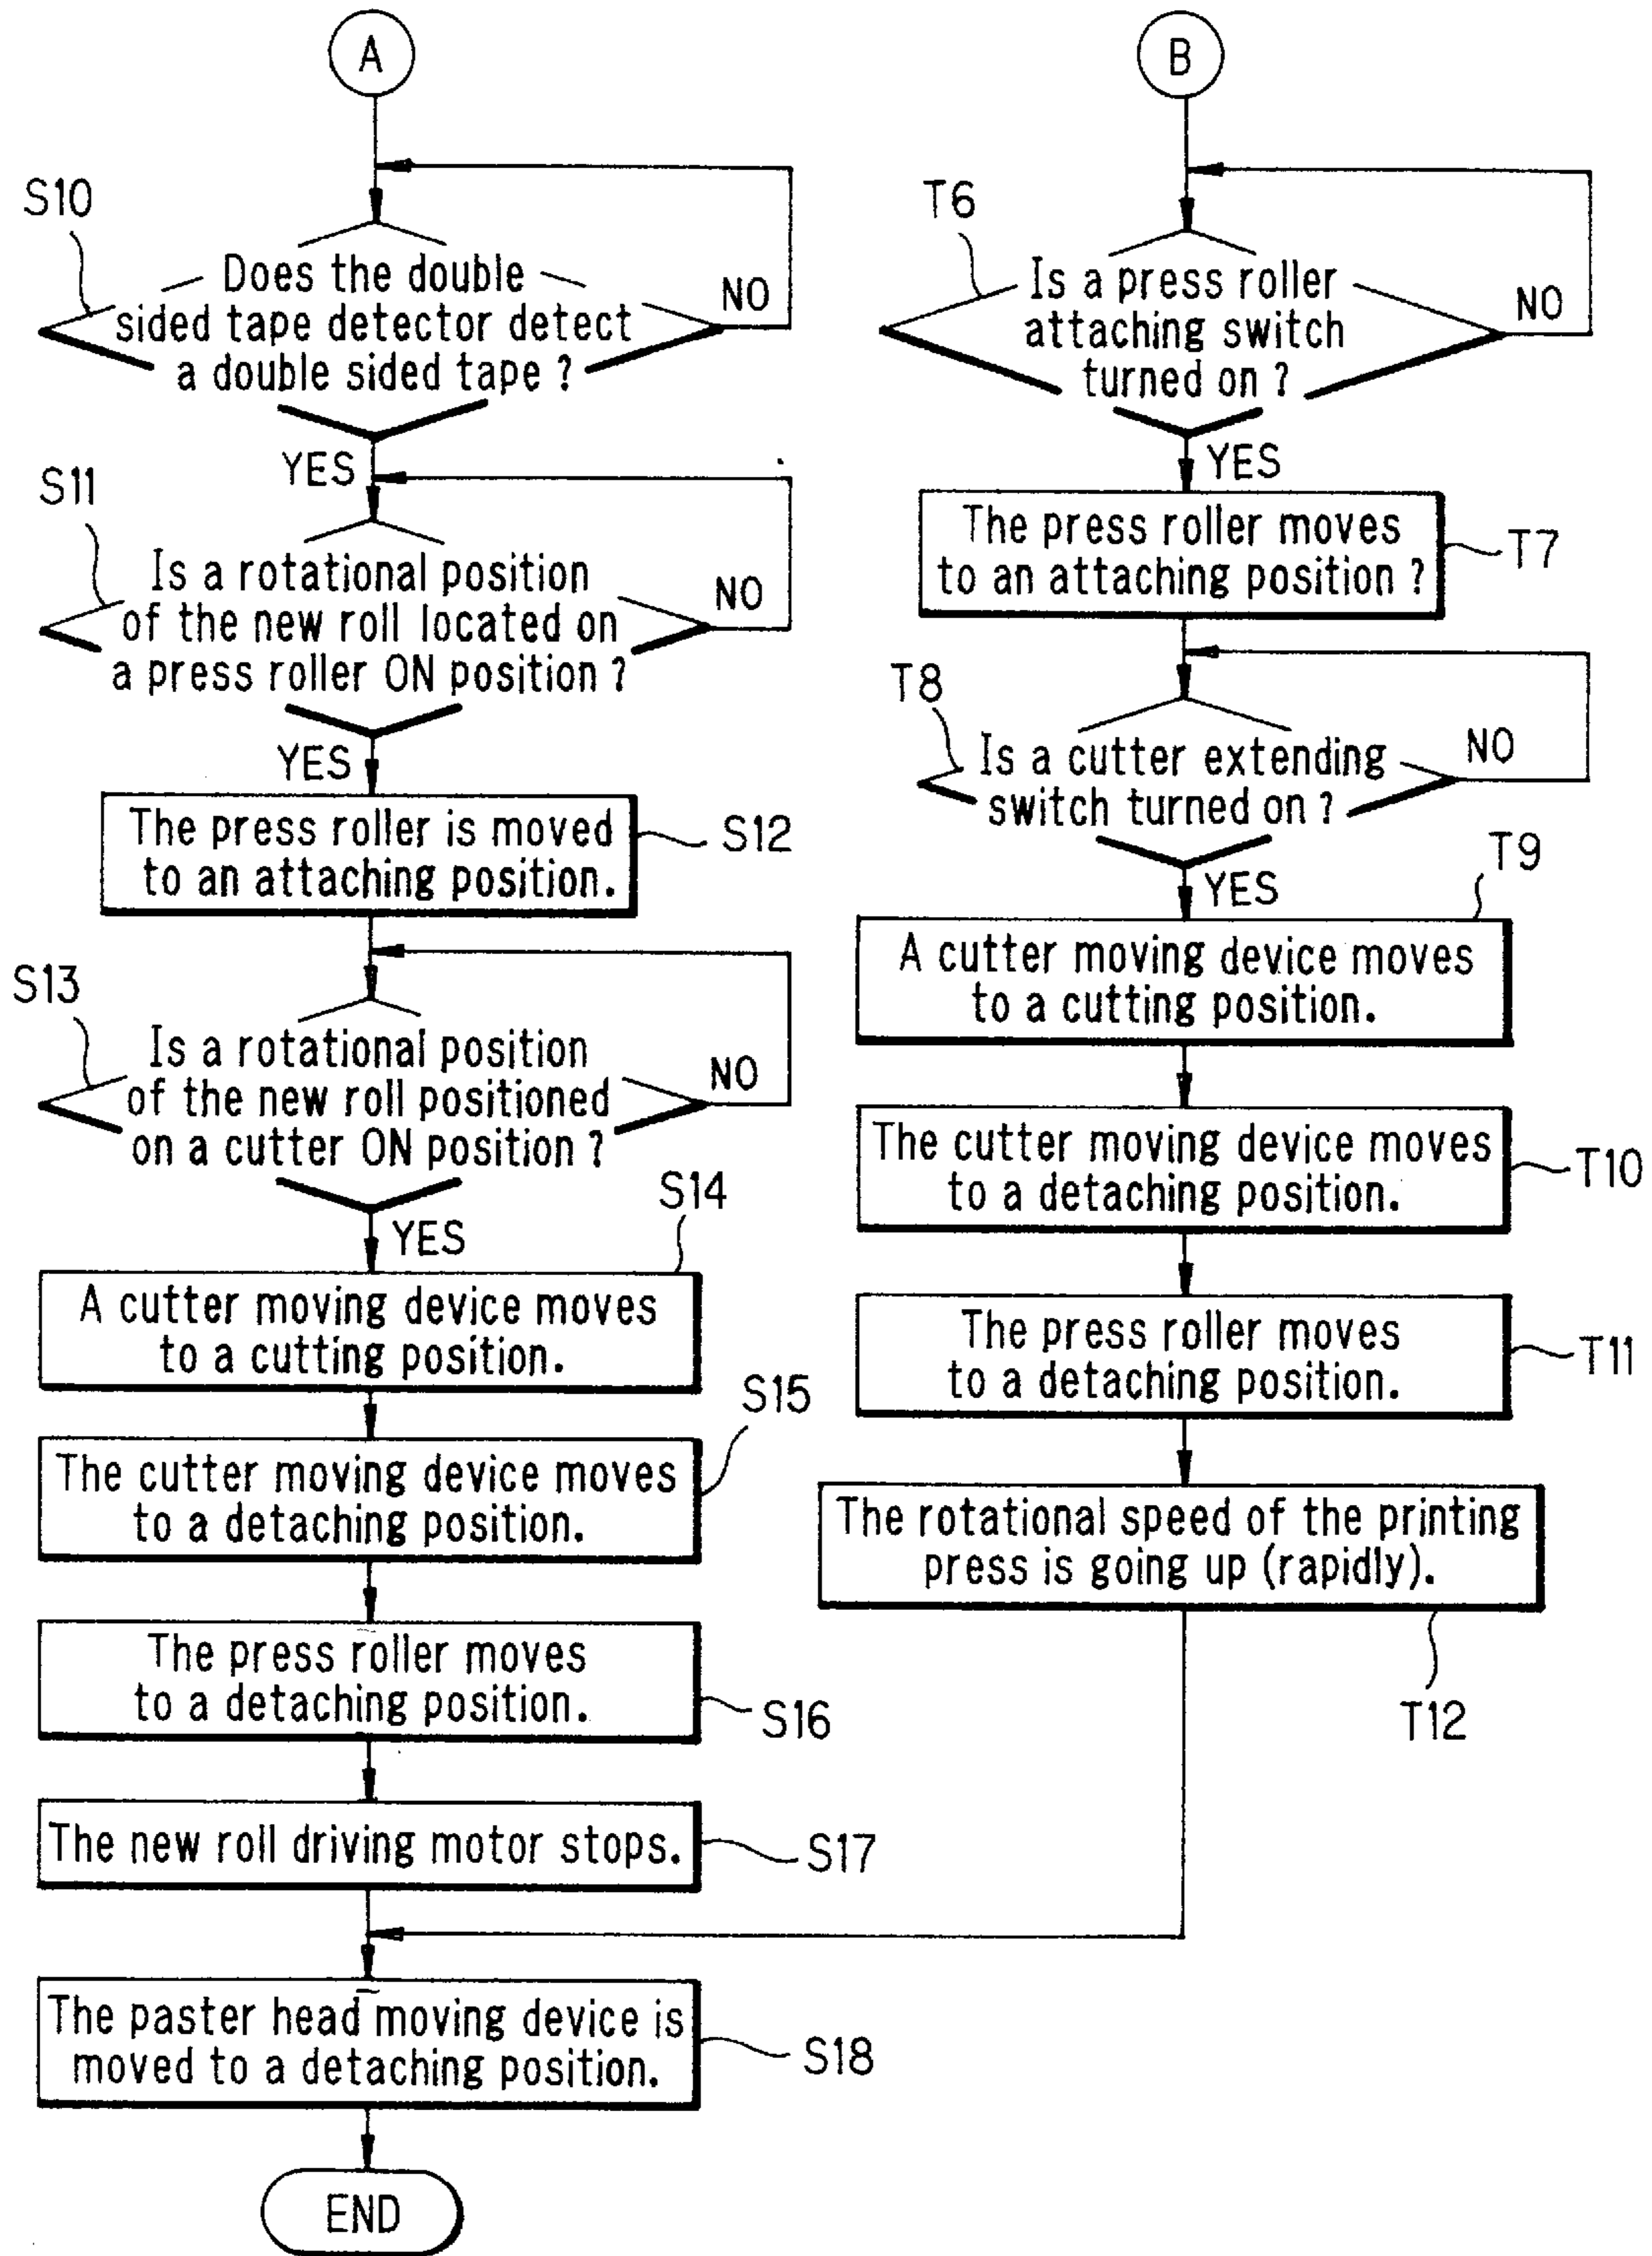 A
S10
Does the double
sided tape detector detect
a double sided tape ?
NO
YES
S11
Is a rotational position
of the new roll located on
a press roller ON position ?
NO
YES
The press roller is moved
to an attaching position.
S12
S13
Is a rotational position
of the new roll positioned
on a cutter ON position ?
NO
YES
S14
A cutter moving device moves
to a cutting position.
S15
The cutter moving device moves
to a detaching position.
The press roller moves
to a detaching position.
S16
The new roll driving motor stops.
S17
The paster head moving device is
moved to a detaching position.
S18
END
B
T6
Is a press roller
attaching switch
turned on ?
NO
YES
The press roller moves
to an attaching position ?
T7
T8
Is a cutter extending
switch turned on ?
NO
YES
T9
A cutter moving device moves
to a cutting position.
The cutter moving device moves
to a detaching position.
T10
The press roller moves
to a detaching position.
T11
The rotational speed of the printing
press is going up (rapidly).
T12